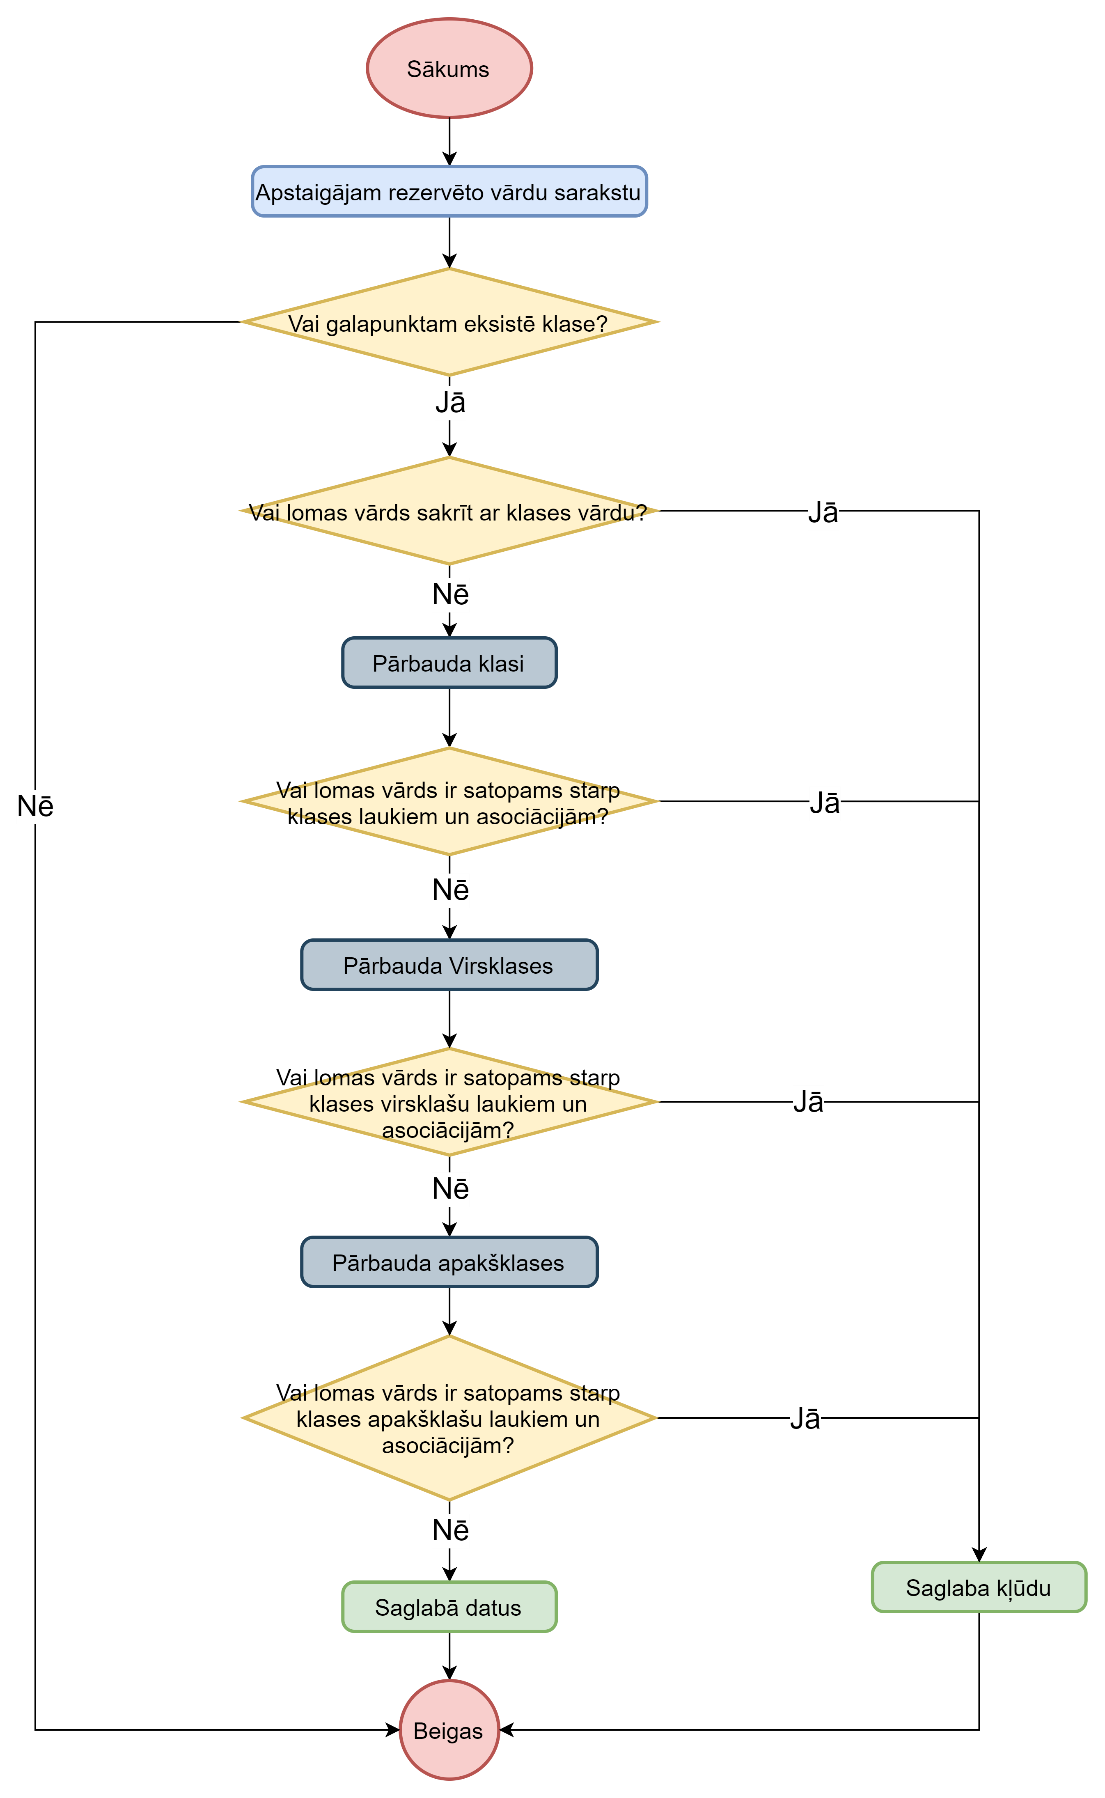 Sākums
Apstaigājam rezervēto vārdu sarakstu
Vai galapunktam eksistē klase?
Jā
Vai lomas vārds sakrīt ar klases vārdu?
Jā
Nē
Pārbauda klasi
Vai lomas vārds ir satopams starp
klases laukiem un asociācijām?
Jā
Nē
Nē
Pārbauda Virsklases
Vai lomas vārds ir satopams starp
klases virsklašu laukiem un
asociācijām?
Jā
Nē
Pārbauda apakšklases
Vai lomas vārds ir satopams starp
klases apakšklašu laukiem un
asociācijām?
Jā
Nē
Saglabā datus
Saglaba kļūdu
Beigas